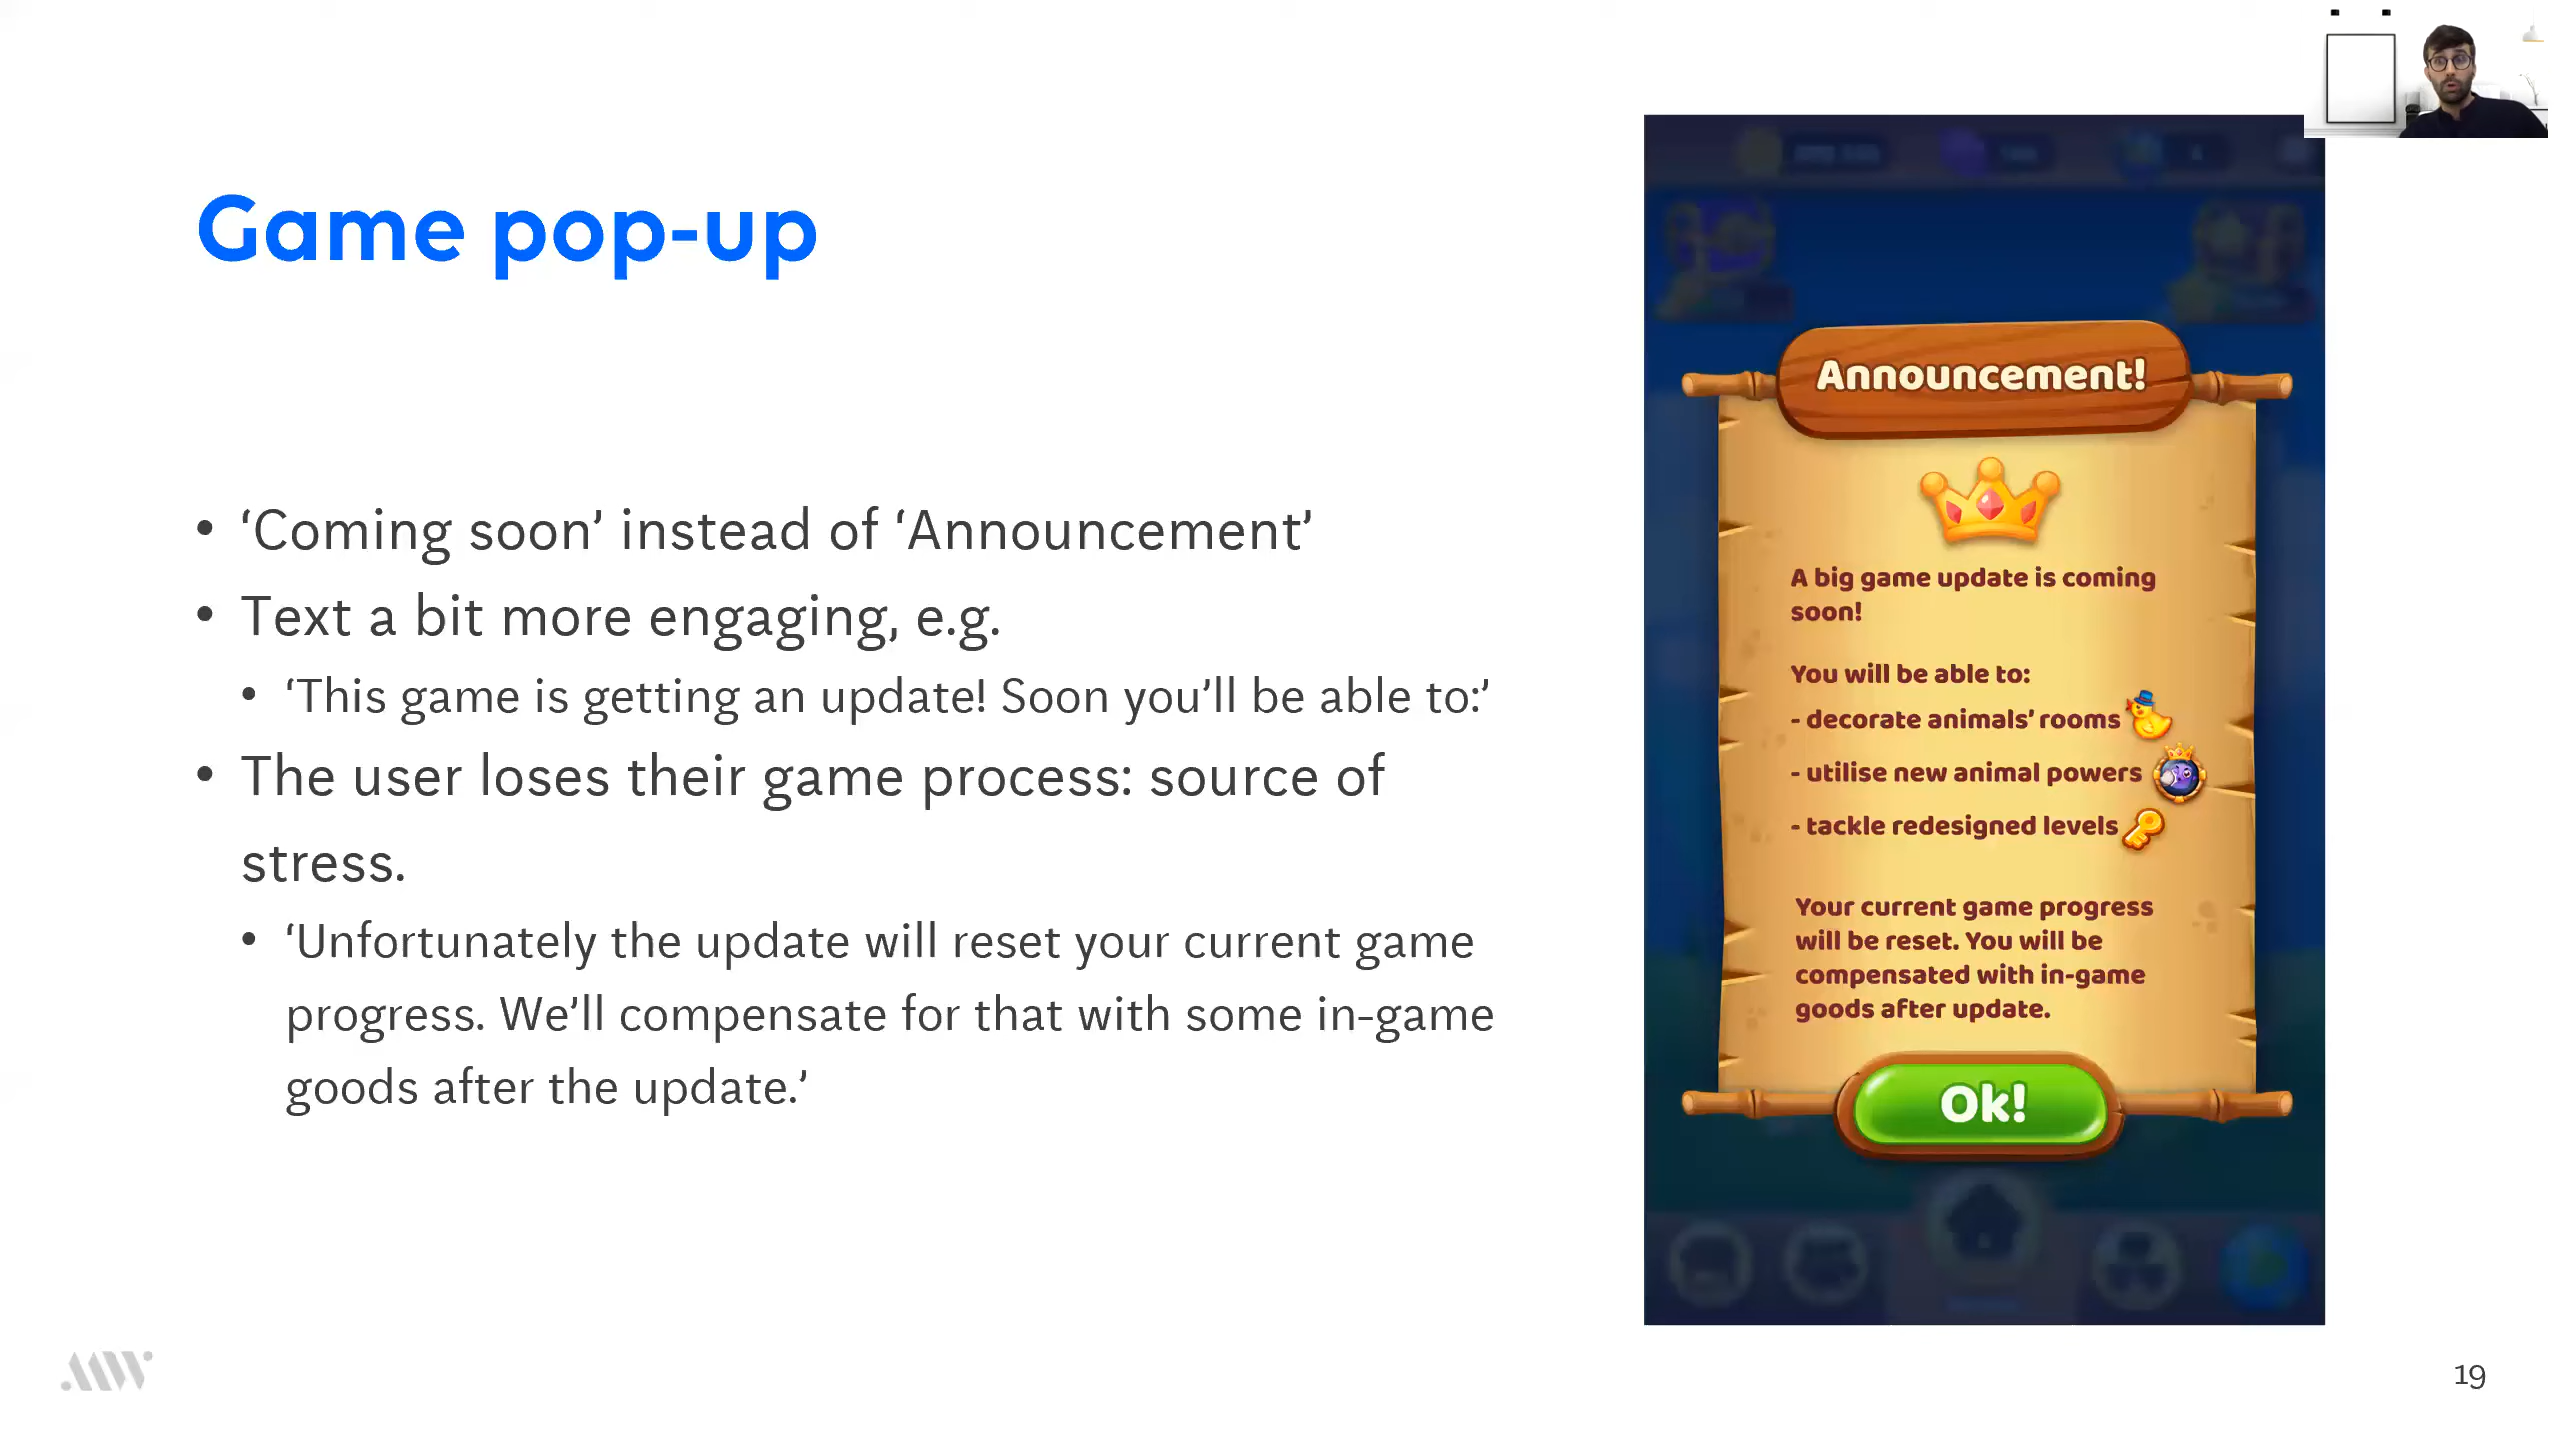 Game pop-up
• ‘Coming soon’ instead of ‘Announcement’
• Text a bit more engaging, e.g.
• ‘This game is getting an update! Soon you’ll be able to:’
• The user loses their game process: source of
stress.
• ‘Unfortunately the update will reset your current game
progress. We’ll compensate for that with some in-game
goods after the update.’
Announcement!
A big game update is coming
soon!
You will be able to:
- decorate animals’ rooms
- utilise new animal powers
- tackle redesigned levels
Your current game progress
will be reset. You will be
compensated with in-game
goods after update.
Ok!
19